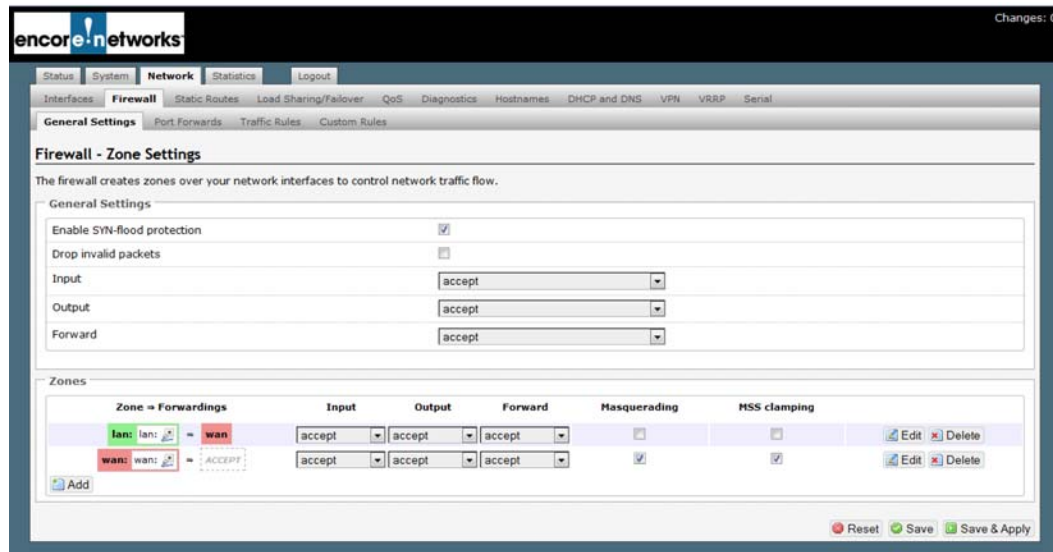 Changes: 0
encore!networks
Status System Network Statistics Logout
Interfaces Firewall Static Routes Load Sharing/Failover QoS Diagnostics Hostnames DHCP and DNS VPN VRRP Serial
General Settings Port Forwards Traffic Rules Custom Rules
Firewall - Zone Settings
The firewall creates zones over your network interfaces to control network traffic flow.
General Settings
Enable SYN-flood protection
Drop invalid packets
Input accept
Output accept
Forward accept
Zones
Zone ⇒ Forwardings Input Output Forward Masquerading MSS clamping
lan: lan: ⇒ wan accept accept accept Edit Delete
wan: wan: ⇒ ACCEPT accept accept accept Edit Delete
Add
Reset Save Save & Apply